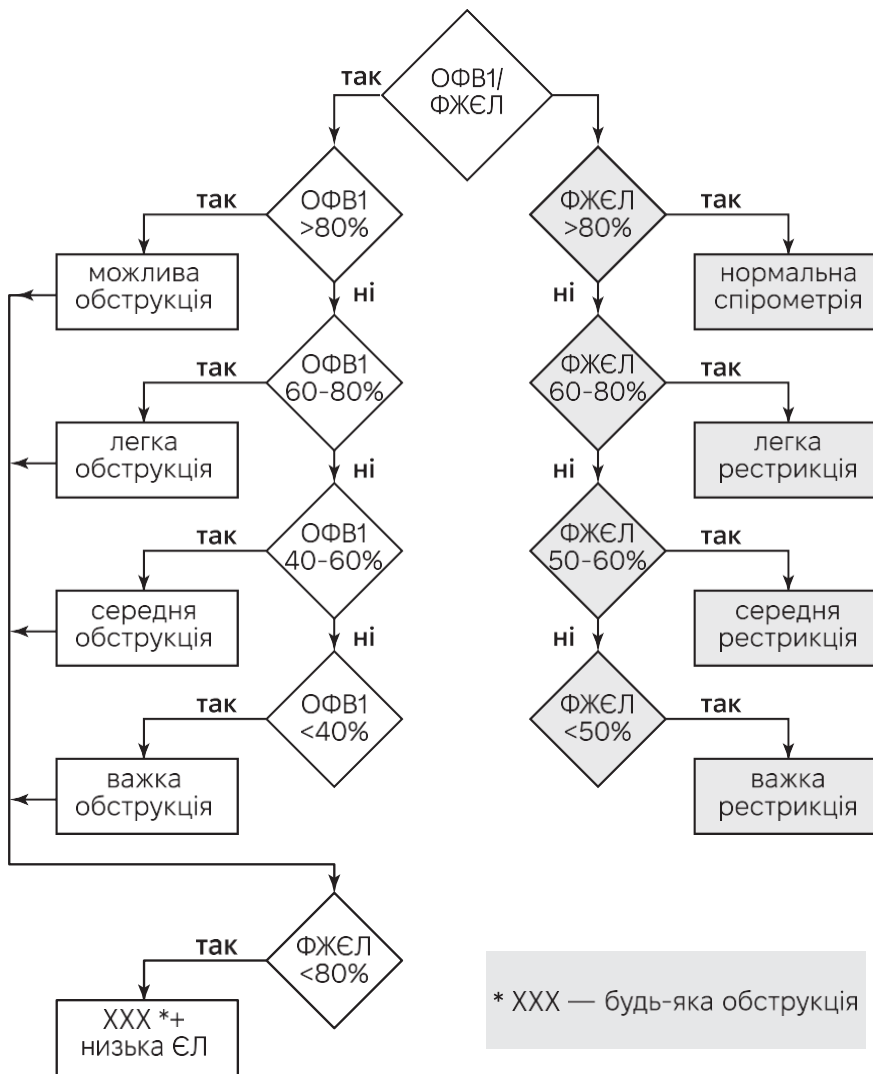 так
ОФВ1/
ФЖЄЛ
так
ОФВ1
>80%
ФЖЄЛ
>80%
так
можлива
обструкція
ні
ні
нормальна
спірометрія
так
ОФВ1
60-80%
ФЖЄЛ
60-80%
так
легка
обструкція
ні
ні
легка
рестрикція
так
ОФВ1
40-60%
ФЖЄЛ
50-60%
так
середня
обструкція
ні
ні
середня
рестрикція
так
ОФВ1
<40%
ФЖЄЛ
<50%
так
важка
обструкція
важка
рестрикція
так
ФЖЄЛ
<80%
ХХХ *+
низька ЄЛ
* ХХХ — будь-яка обструкція